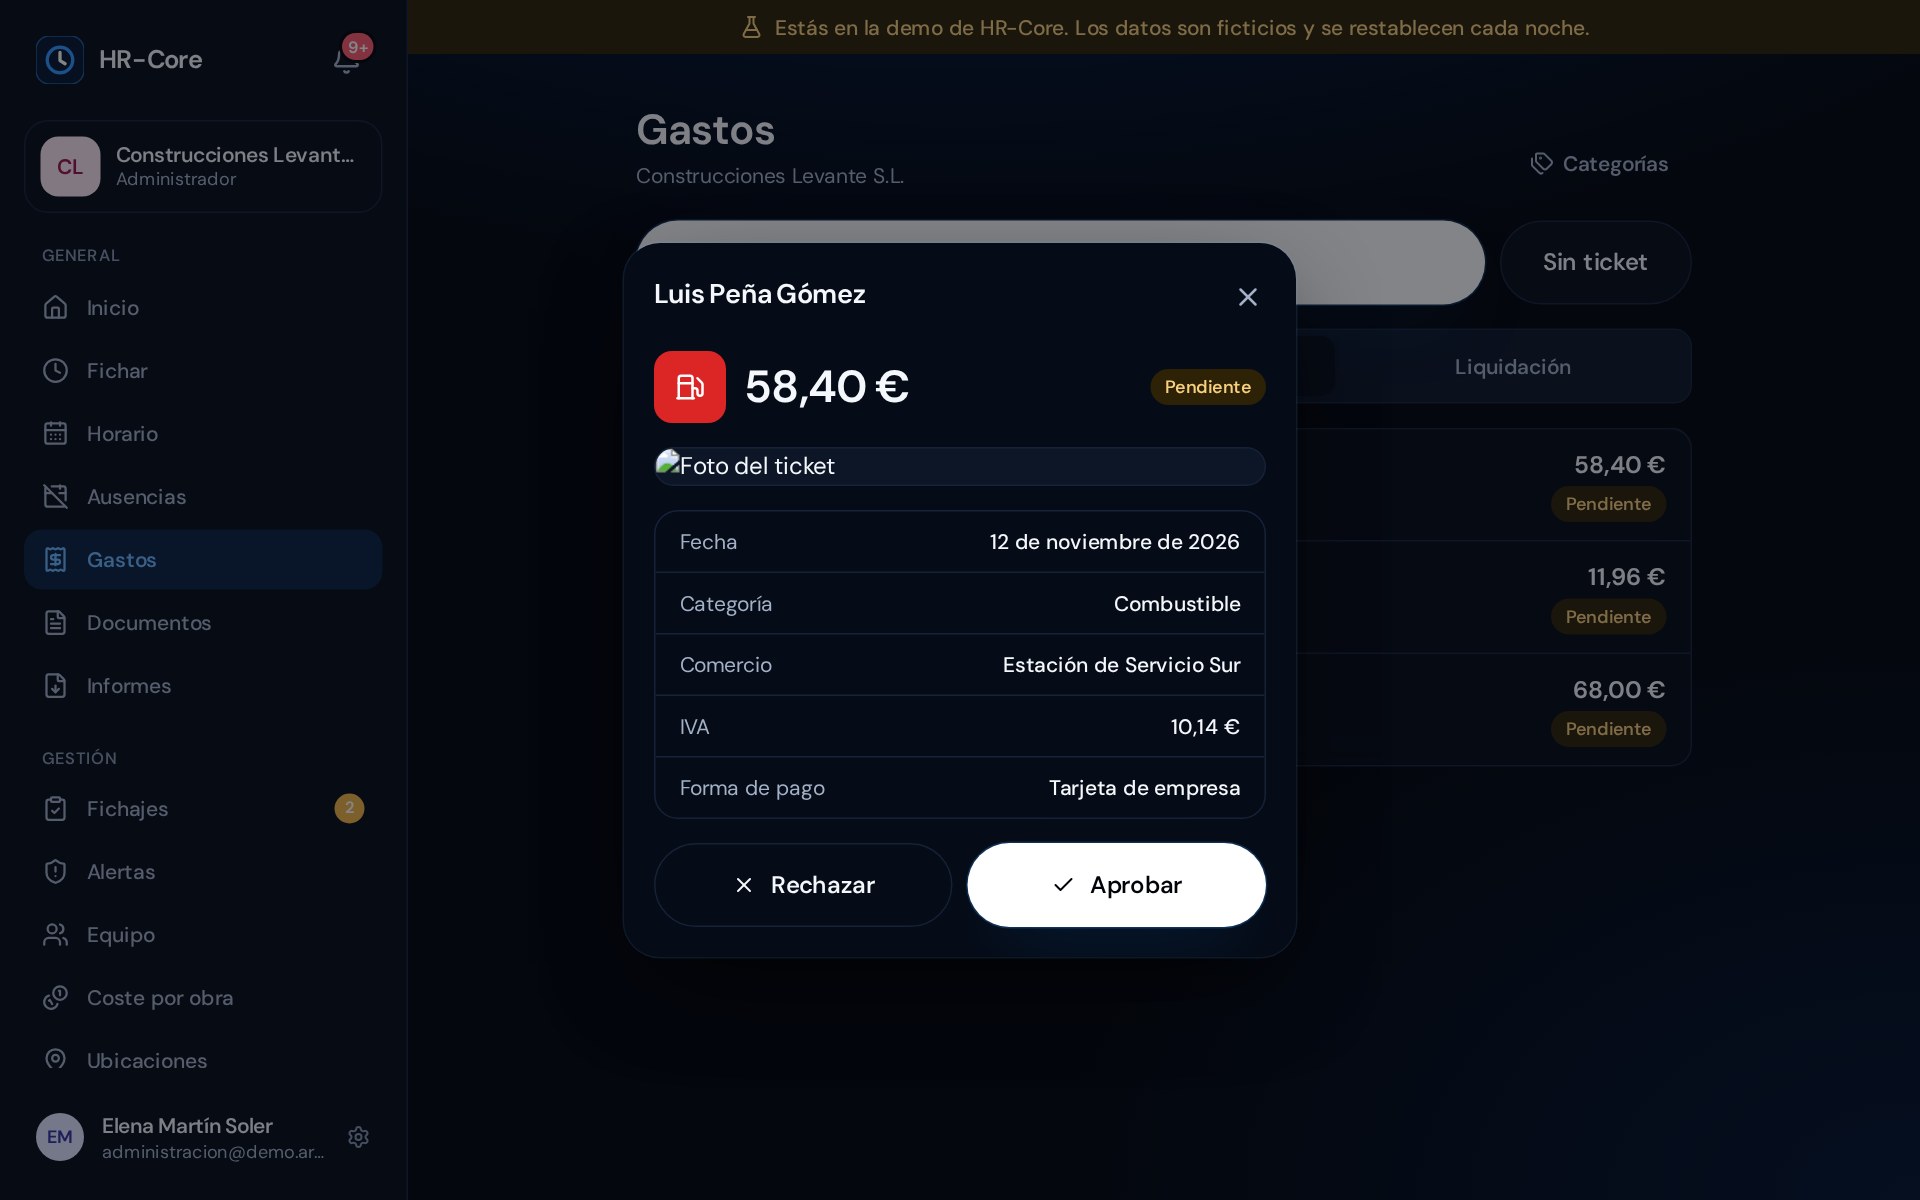 HR-Core
9+
Construcciones Levant...
CL
Administrador
GENERAL
Inicio
Fichar
Horario
Ausencias
Gastos
Documentos
Informes
GESTIÓN
Fichajes
2
Alertas
Equipo
Coste por obra
Ubicaciones
Elena Martín Soler
EM
administracion@demo.ar...
Estás en la demo de HR-Core. Los datos son ficticios y se restablecen cada noche.
Gastos
Construcciones Levante S.L.
Categorías
Sin ticket
Liquidación
58,40 €
Pendiente
11,96 €
Pendiente
68,00 €
Pendiente
Luis Peña Gómez
58,40 €
Pendiente
Foto del ticket
Fecha
12 de noviembre de 2026
Categoría
Combustible
Comercio
Estación de Servicio Sur
IVA
10,14 €
Forma de pago
Tarjeta de empresa
Rechazar
Aprobar